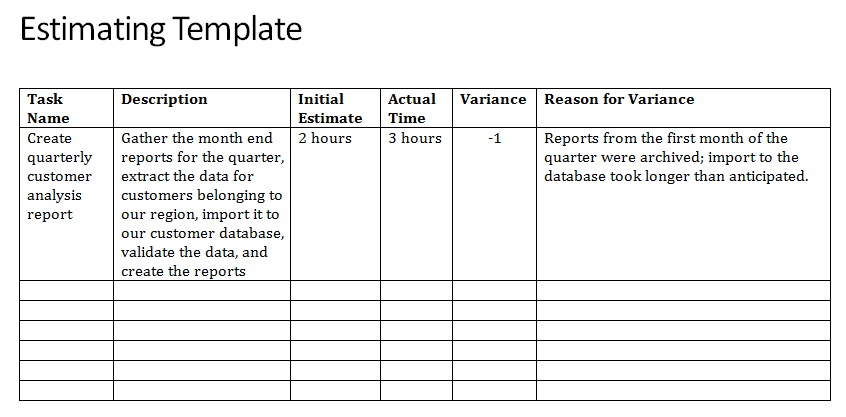 Estimating Template
Task Name
Description
Initial Estimate
Actual Time
Variance
Reason for Variance
Create
quarterly
customer
analysis
report
Gather the month end
reports for the quarter,
extract the data for
customers belonging to
our region, import it to
our customer database,
validate the data, and
create the reports
2 hours
3 hours
-1
Reports from the first month of the
quarter were archived; import to the
database took longer than anticipated.